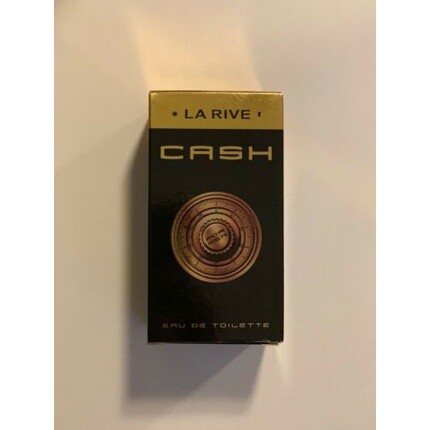 • LA RIVE •
CASH
EAU DE TOILETTE